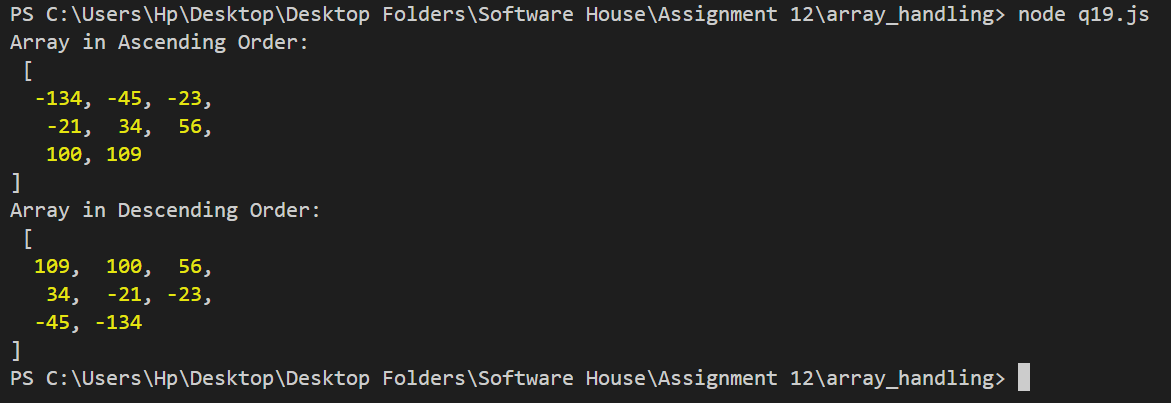 PS C:\Users\Hp\Desktop\Desktop Folders\Software House\Assignment 12\array_handling> node q19.js
Array in Ascending Order:
 [
  -134, -45, -23,
   -21,  34,  56,
   100, 109
]
Array in Descending Order:
 [
  109,  100,  56,
   34,  -21, -23,
  -45, -134
]
PS C:\Users\Hp\Desktop\Desktop Folders\Software House\Assignment 12\array_handling>